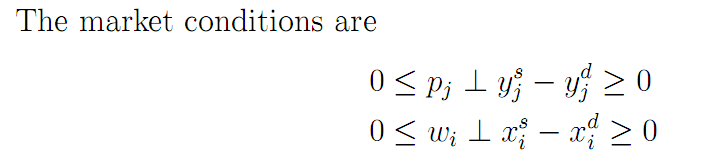 The market conditions are
0 ≤ p_j ⊥ y_j^s − y_j^d ≥ 0
0 ≤ w_i ⊥ x_i^s − x_i^d ≥ 0